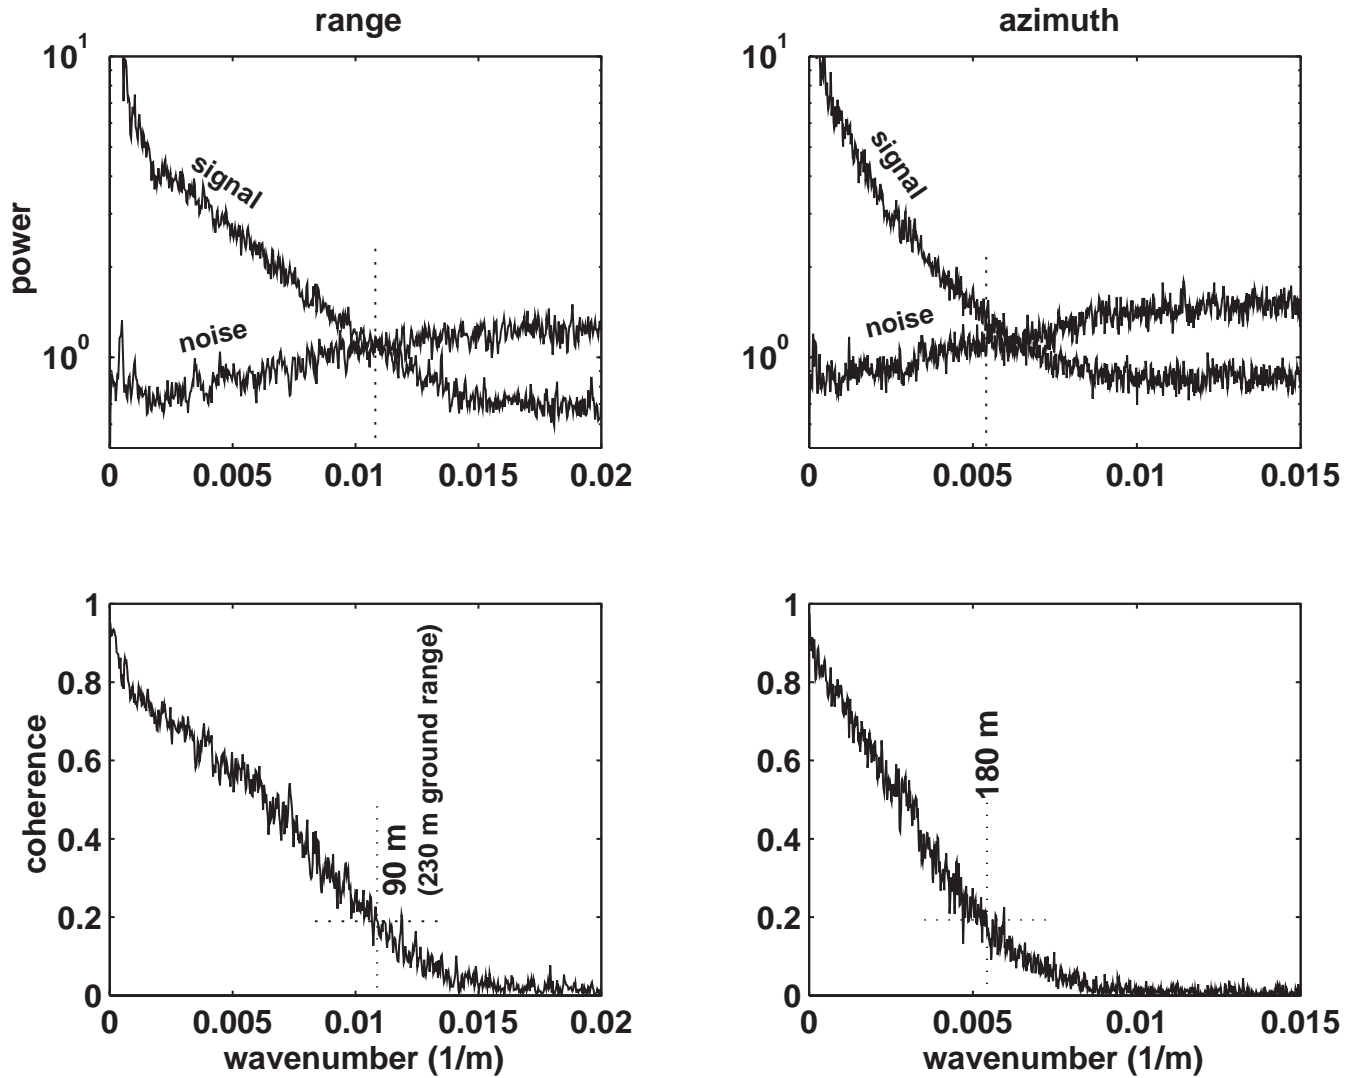 range
10^1
10^0
power
signal
noise
0 0.005 0.01 0.015 0.02
azimuth
10^1
10^0
signal
noise
0 0.005 0.01 0.015
1
0.8
0.6
0.4
0.2
0
coherence
90 m
(230 m ground range)
0 0.005 0.01 0.015 0.02
wavenumber (1/m)
1
0.8
0.6
0.4
0.2
0
180 m
0 0.005 0.01 0.015
wavenumber (1/m)